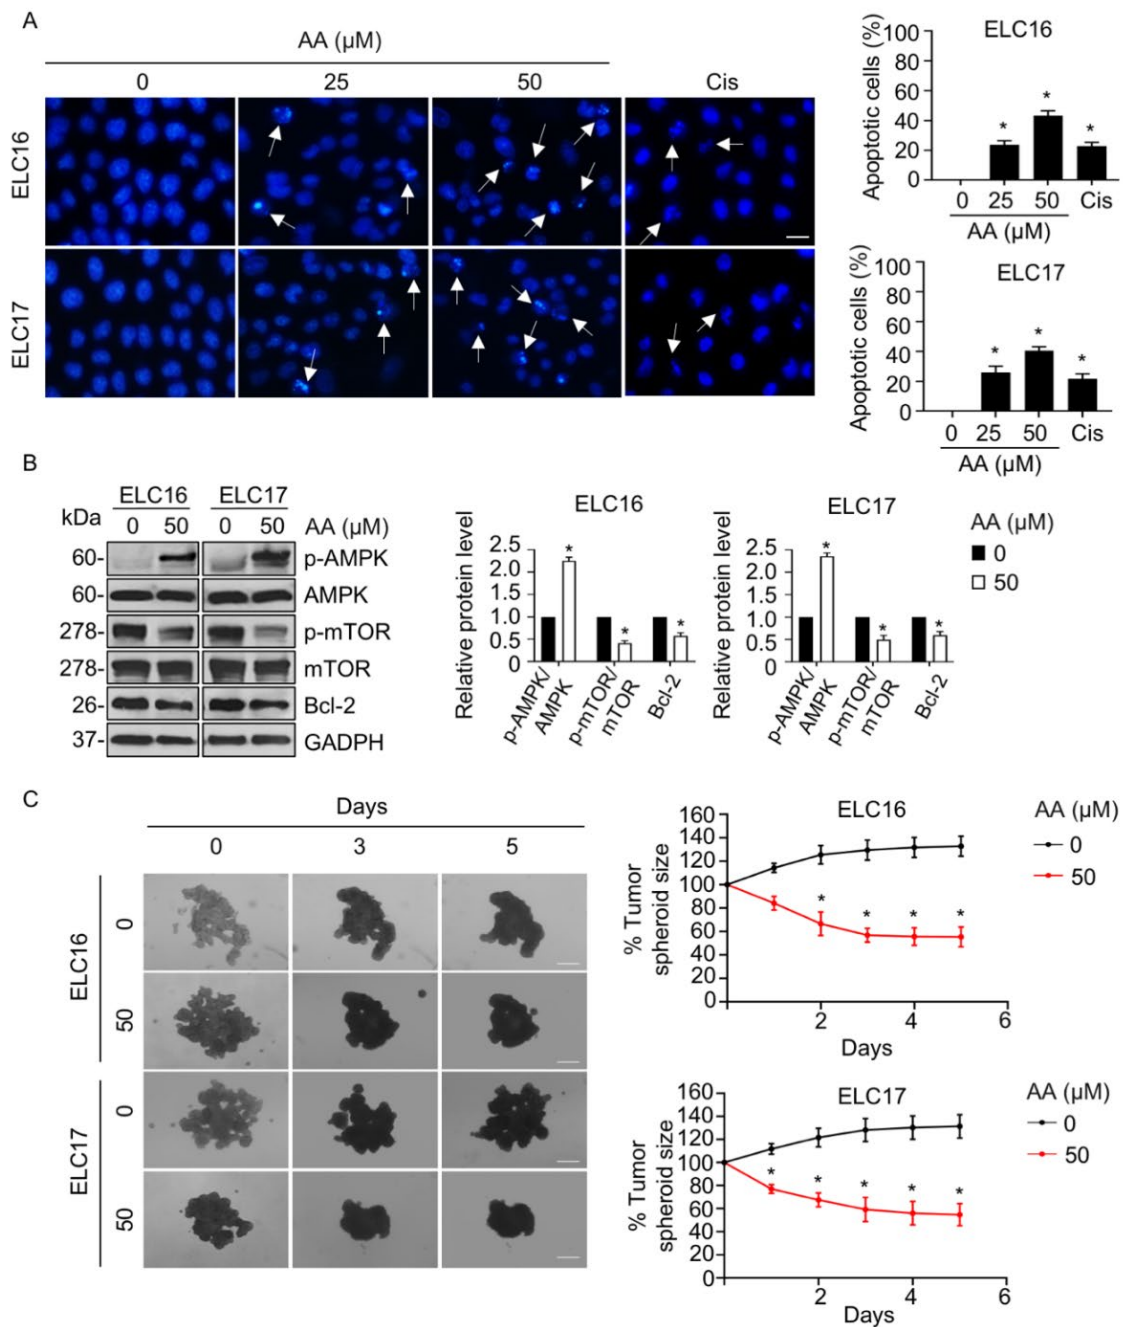 A
AA (µM)
0 25 50 Cis
ELC16
ELC17
ELC16
Apoptotic cells (%)
100
80
60
40
20
0
0 25 50 Cis
AA (µM)
ELC17
Apoptotic cells (%)
100
80
60
40
20
0
0 25 50 Cis
AA (µM)
B
ELC16 ELC17
kDa 0 50 0 50 AA (µM)
60- p-AMPK
60- AMPK
278- p-mTOR
278- mTOR
26- Bcl-2
37- GADPH
ELC16
Relative protein level
2.5
2.0
1.5
1.0
0.5
0
p-AMPK/
AMPK
p-mTOR/
mTOR
Bcl-2
ELC17
Relative protein level
2.5
2.0
1.5
1.0
0.5
0
p-AMPK/
AMPK
p-mTOR/
mTOR
Bcl-2
AA (µM)
0
50
C
Days
0 3 5
ELC16
0
50
ELC17
0
50
ELC16
% Tumor
spheroid size
160
140
120
100
80
60
40
20
0
2 4 6
Days
AA (µM)
0
50
ELC17
% Tumor
spheroid size
160
140
120
100
80
60
40
20
0
2 4 6
Days
AA (µM)
0
50